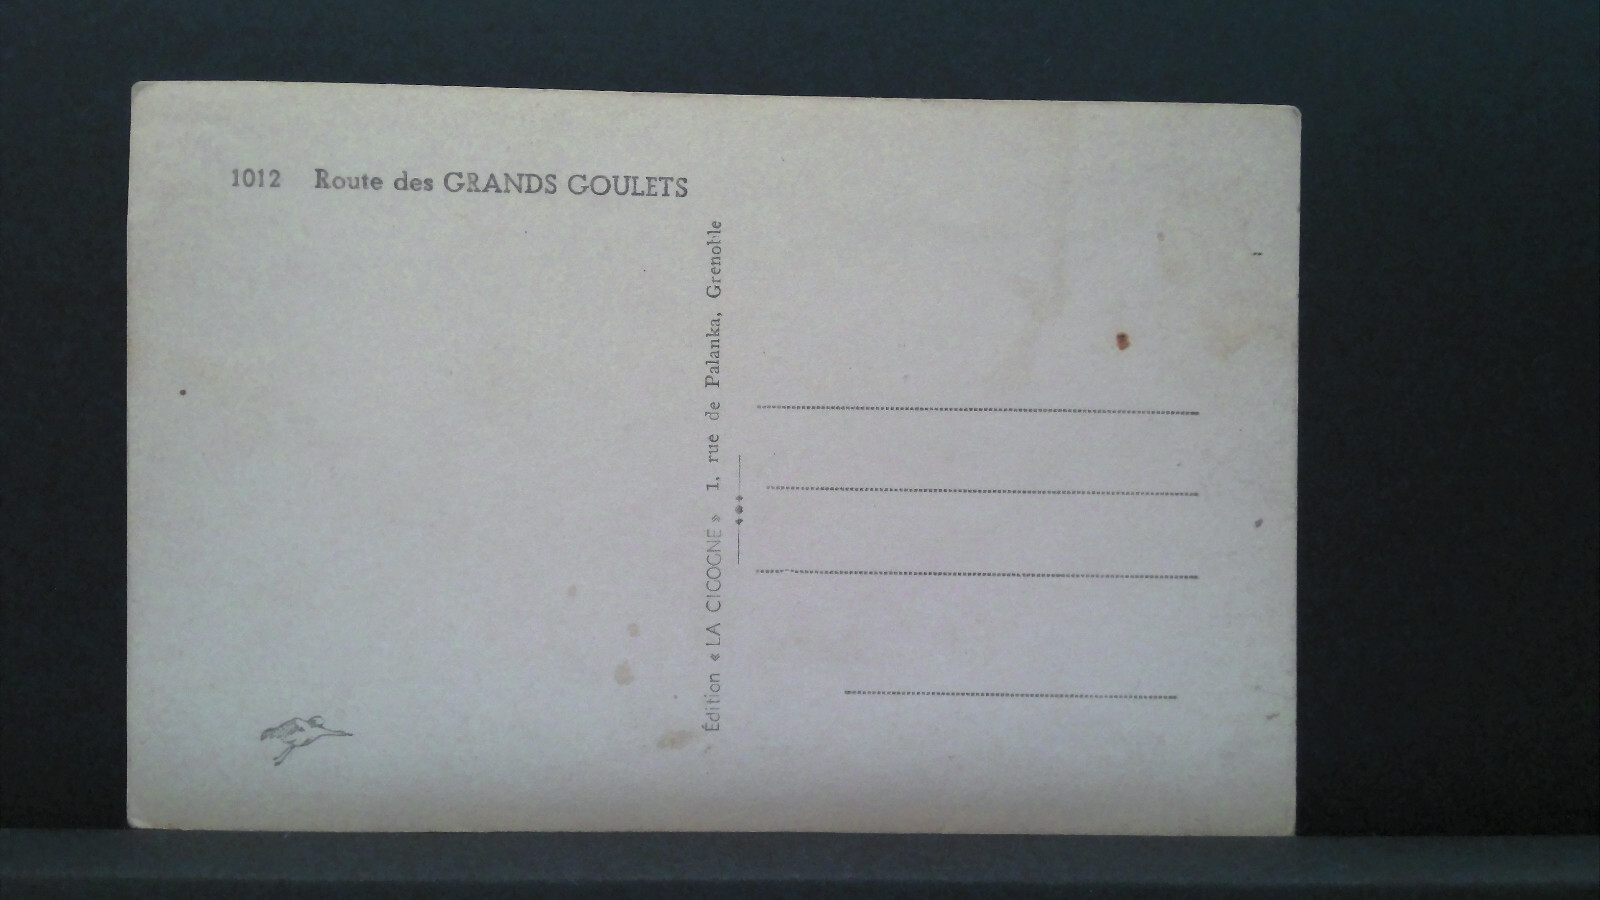 1012 Route des GRANDS GOULETS
Édition « LA CICOGNE » 1, rue de Palanka, Grenoble